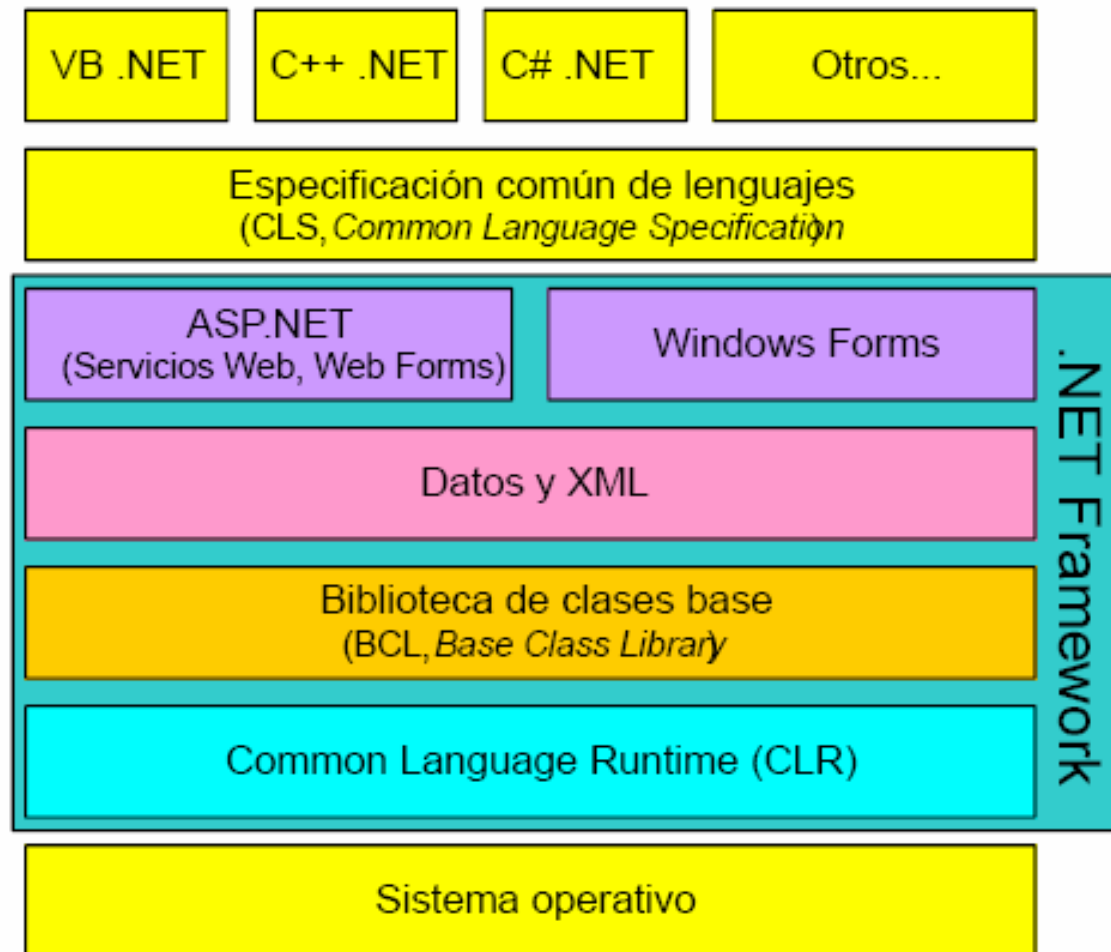 VB .NET
C++ .NET
C# .NET
Otros...
Especificación común de lenguajes
(CLS, Common Language Specification)
ASP.NET
(Servicios Web, Web Forms)
Windows Forms
.NET Framework
Datos y XML
Biblioteca de clases base
(BCL, Base Class Library)
Common Language Runtime (CLR)
Sistema operativo